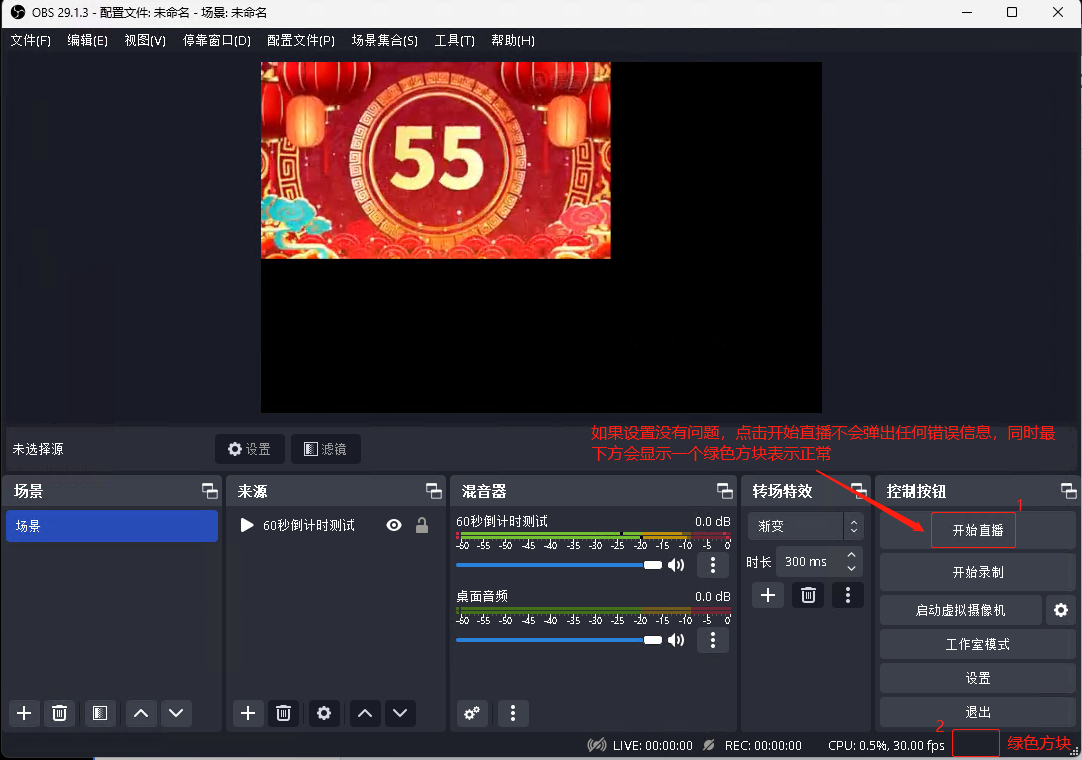 OBS 29.1.3 - 配置文件: 未命名 - 场景: 未命名
文件(F) 编辑(E) 视图(V) 停靠窗口(D) 配置文件(P) 场景集合(S) 工具(T) 帮助(H)
55
未选择源 设置 滤镜
如果设置没有问题，点击开始直播不会弹出任何错误信息，同时最
下方会显示一个绿色方块表示正常
场景
场景
来源
60秒倒计时测试
混音器
60秒倒计时测试 0.0 dB
-60 -55 -50 -45 -40 -35 -30 -25 -20 -15 -10 -5 0
桌面音频 0.0 dB
-60 -55 -50 -45 -40 -35 -30 -25 -20 -15 -10 -5 0
转场特效
渐变
时长 300 ms
控制按钮
1
开始直播
开始录制
启动虚拟摄像机
工作室模式
设置
退出
2
LIVE: 00:00:00 REC: 00:00:00 CPU: 0.5%, 30.00 fps 绿色方块